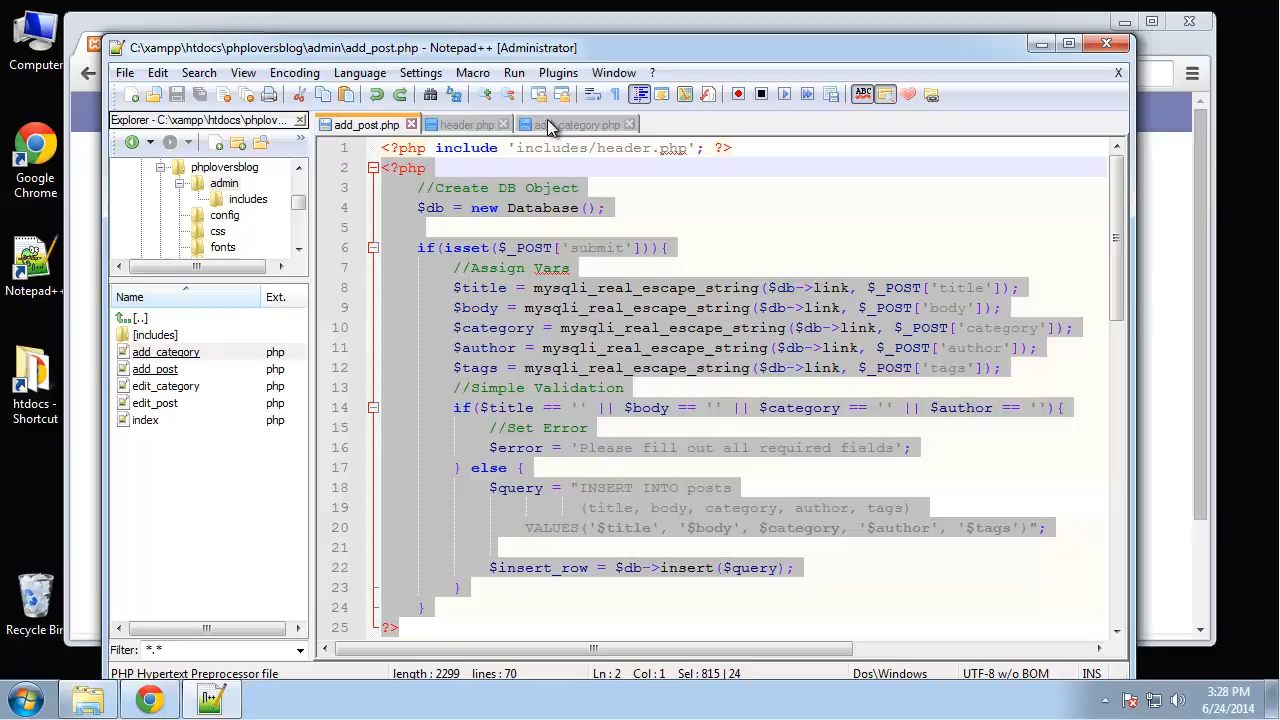 Computer
Google
Chrome
Notepad++
htdocs -
Shortcut
Recycle Bin
C:\xampp\htdocs\phploversblog\admin\add_post.php - Notepad++ [Administrator]
File Edit Search View Encoding Language Settings Macro Run Plugins Window ? X
Explorer - C:\xampp\htdocs\phplov...
add_post.php header.php add_category.php
phploversblog
admin
includes
config
css
fonts
Name Ext.
[..]
[includes]
add_category php
add_post php
edit_category php
edit_post php
index php
Filter: *.*
1 <?php include 'includes/header.php'; ?>
2 <?php
3 //Create DB Object
4 $db = new Database();
5
6 if(isset($_POST['submit'])){
7 //Assign Vars
8 $title = mysqli_real_escape_string($db->link, $_POST['title']);
9 $body = mysqli_real_escape_string($db->link, $_POST['body']);
10 $category = mysqli_real_escape_string($db->link, $_POST['category']);
11 $author = mysqli_real_escape_string($db->link, $_POST['author']);
12 $tags = mysqli_real_escape_string($db->link, $_POST['tags']);
13 //Simple Validation
14 if($title == '' || $body == '' || $category == '' || $author == ''){
15 //Set Error
16 $error = 'Please fill out all required fields';
17 } else {
18 $query = "INSERT INTO posts
19 (title, body, category, author, tags)
20 VALUES('$title', '$body', $category, '$author', '$tags')";
21
22 $insert_row = $db->insert($query);
23 }
24 }
25 ?>
PHP Hypertext Preprocessor file length : 2299 lines : 70 Ln : 2 Col : 1 Sel : 815 | 24 Dos\Windows UTF-8 w/o BOM INS
3:28 PM
6/24/2014